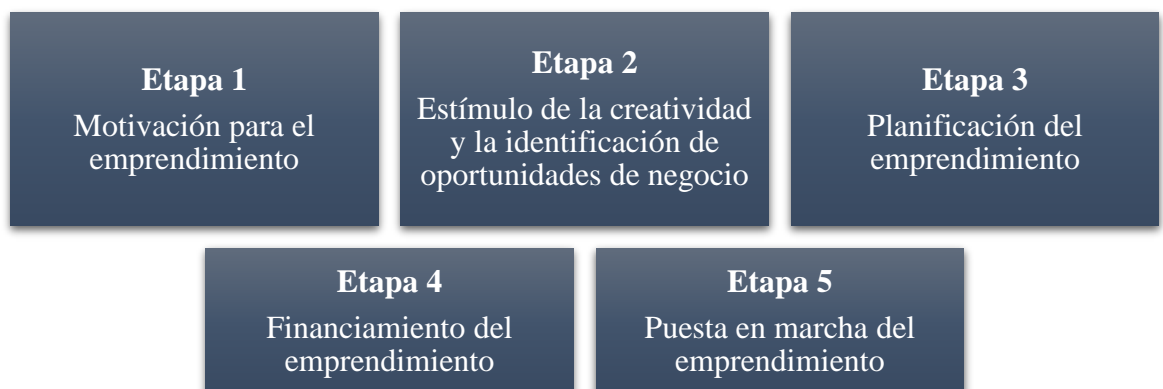 Etapa 1
Motivación para el
emprendimiento
Etapa 2
Estímulo de la creatividad
y la identificación de
oportunidades de negocio
Etapa 3
Planificación del
emprendimiento
Etapa 4
Financiamiento del
emprendimiento
Etapa 5
Puesta en marcha del
emprendimiento